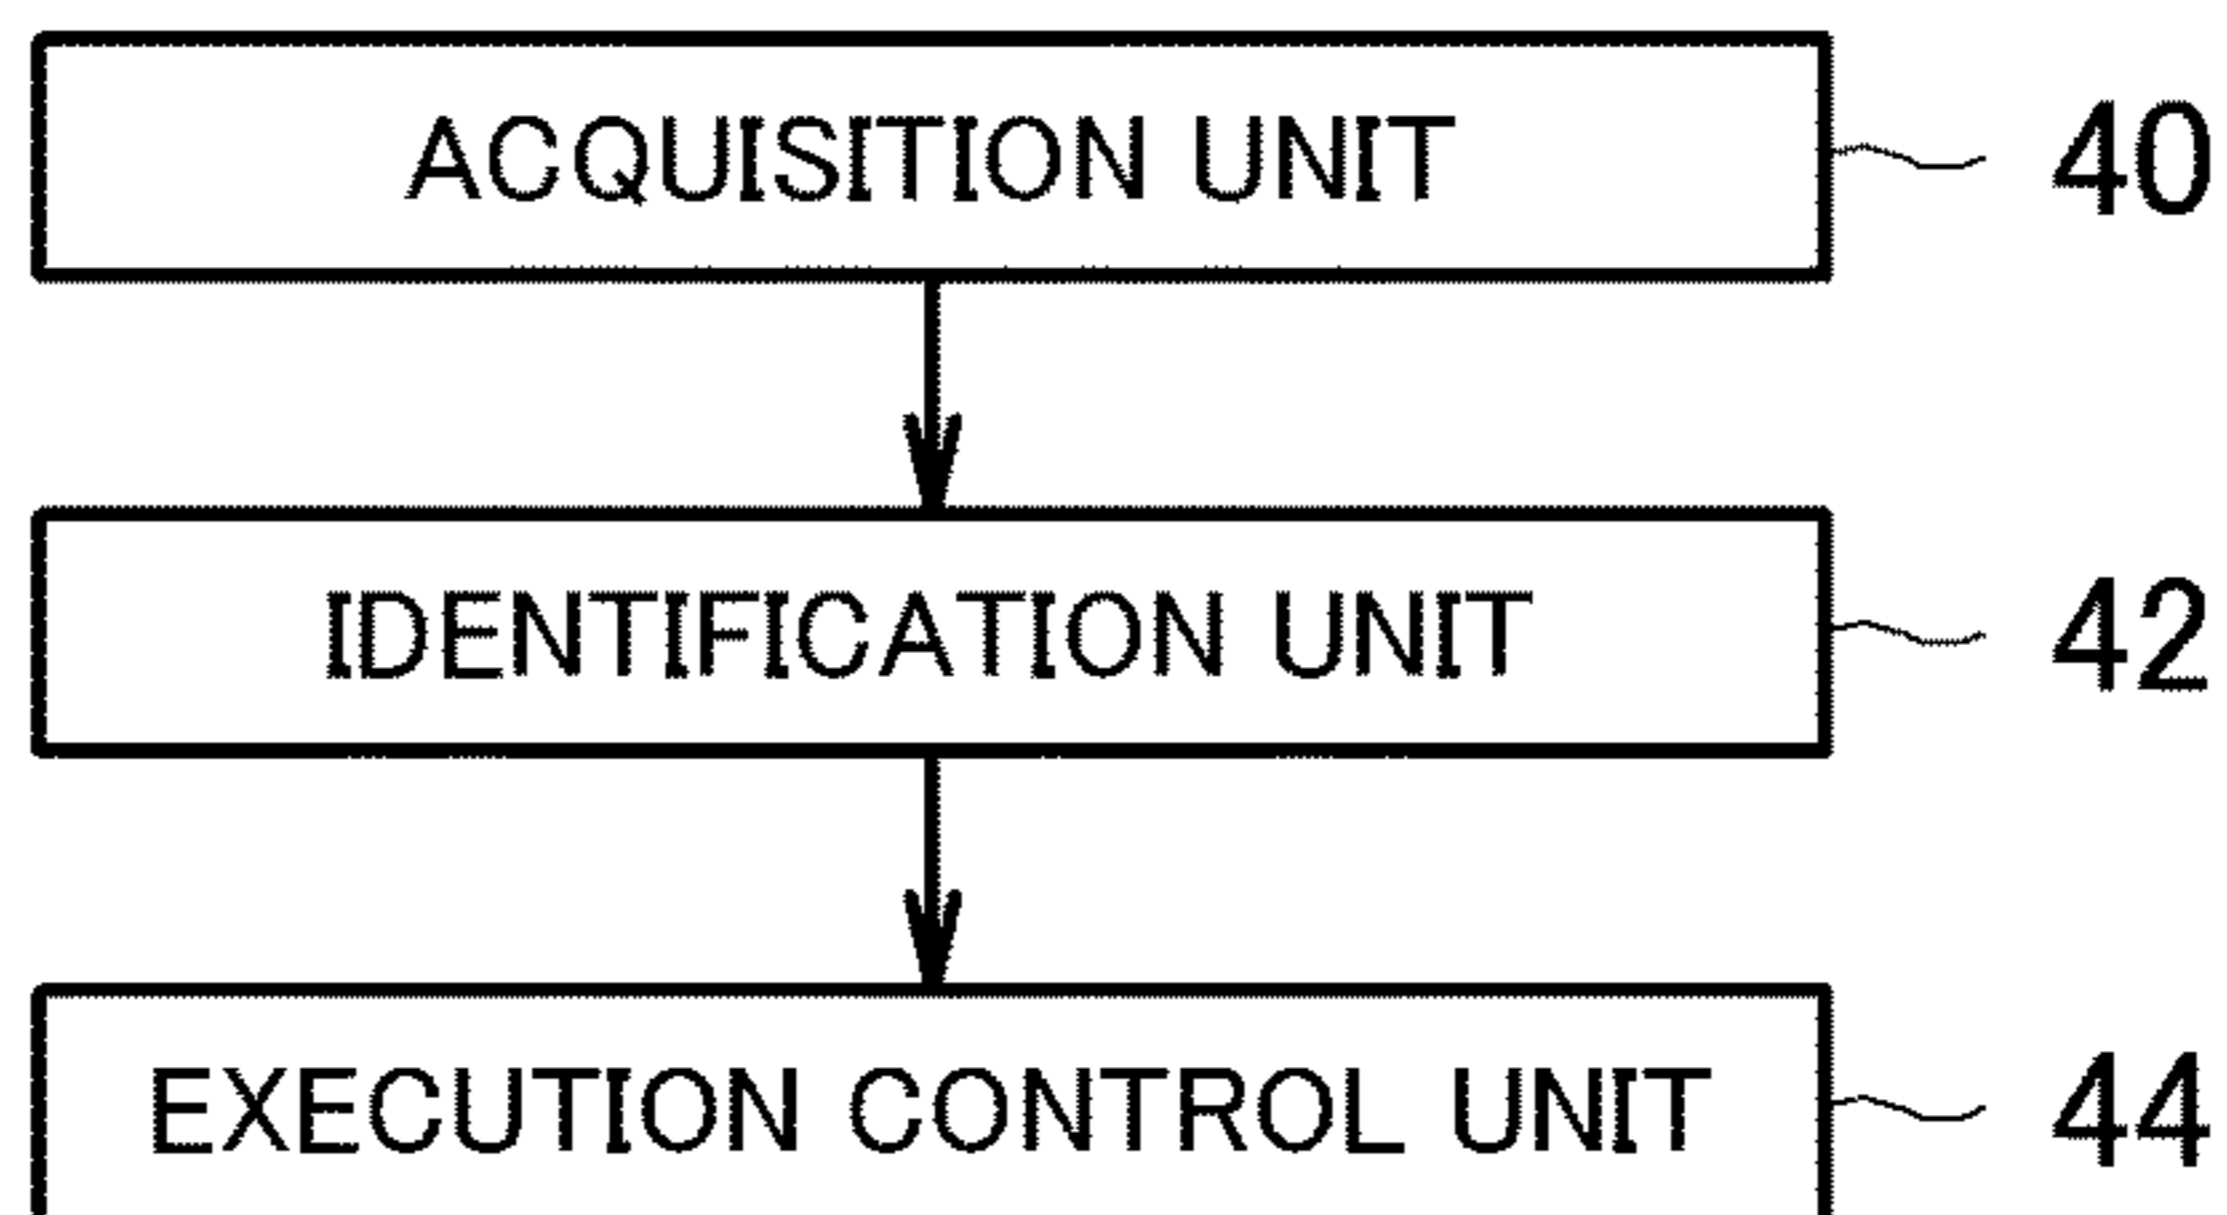 ACQUISITION UNIT 40
IDENTIFICATION UNIT 42
EXECUTION CONTROL UNIT 44